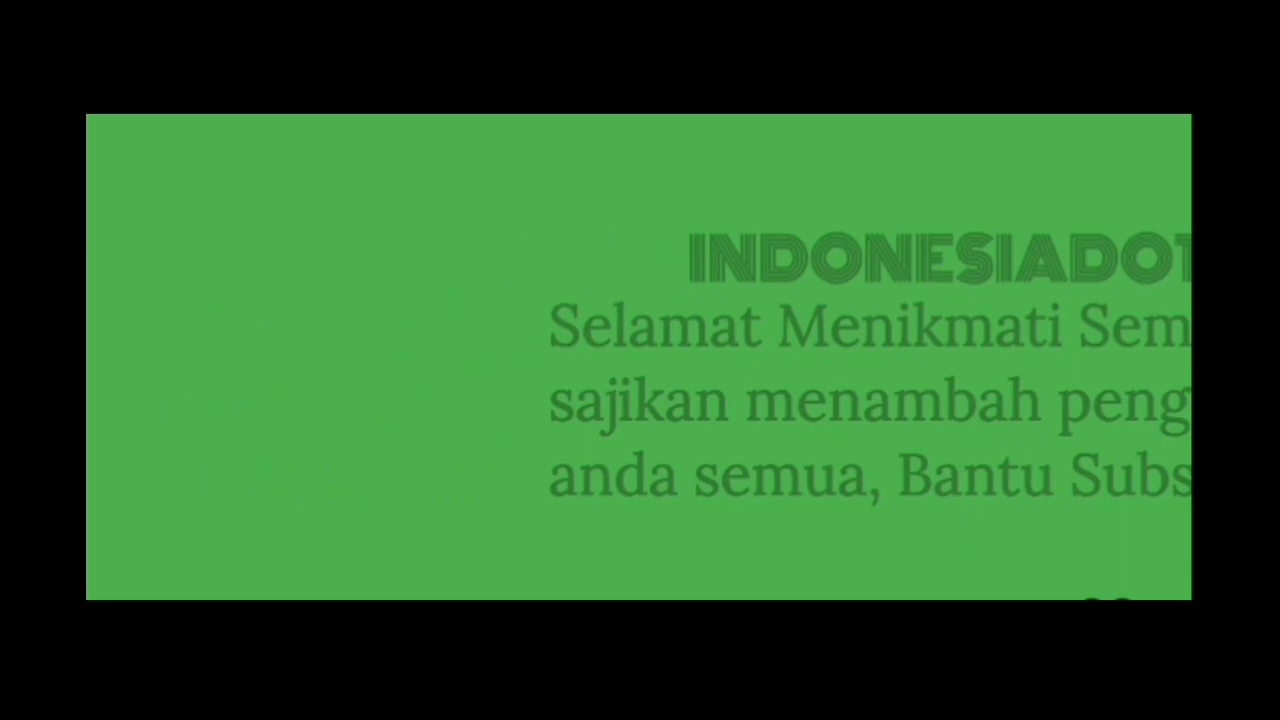 INDONESIADOT
Selamat Menikmati Sem
sajikan menambah peng
anda semua, Bantu Subs